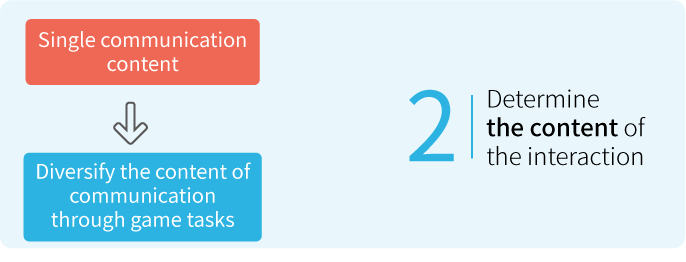 Single communication
content
Diversify the content of
communication
through game tasks
2
Determine
the content of
the interaction